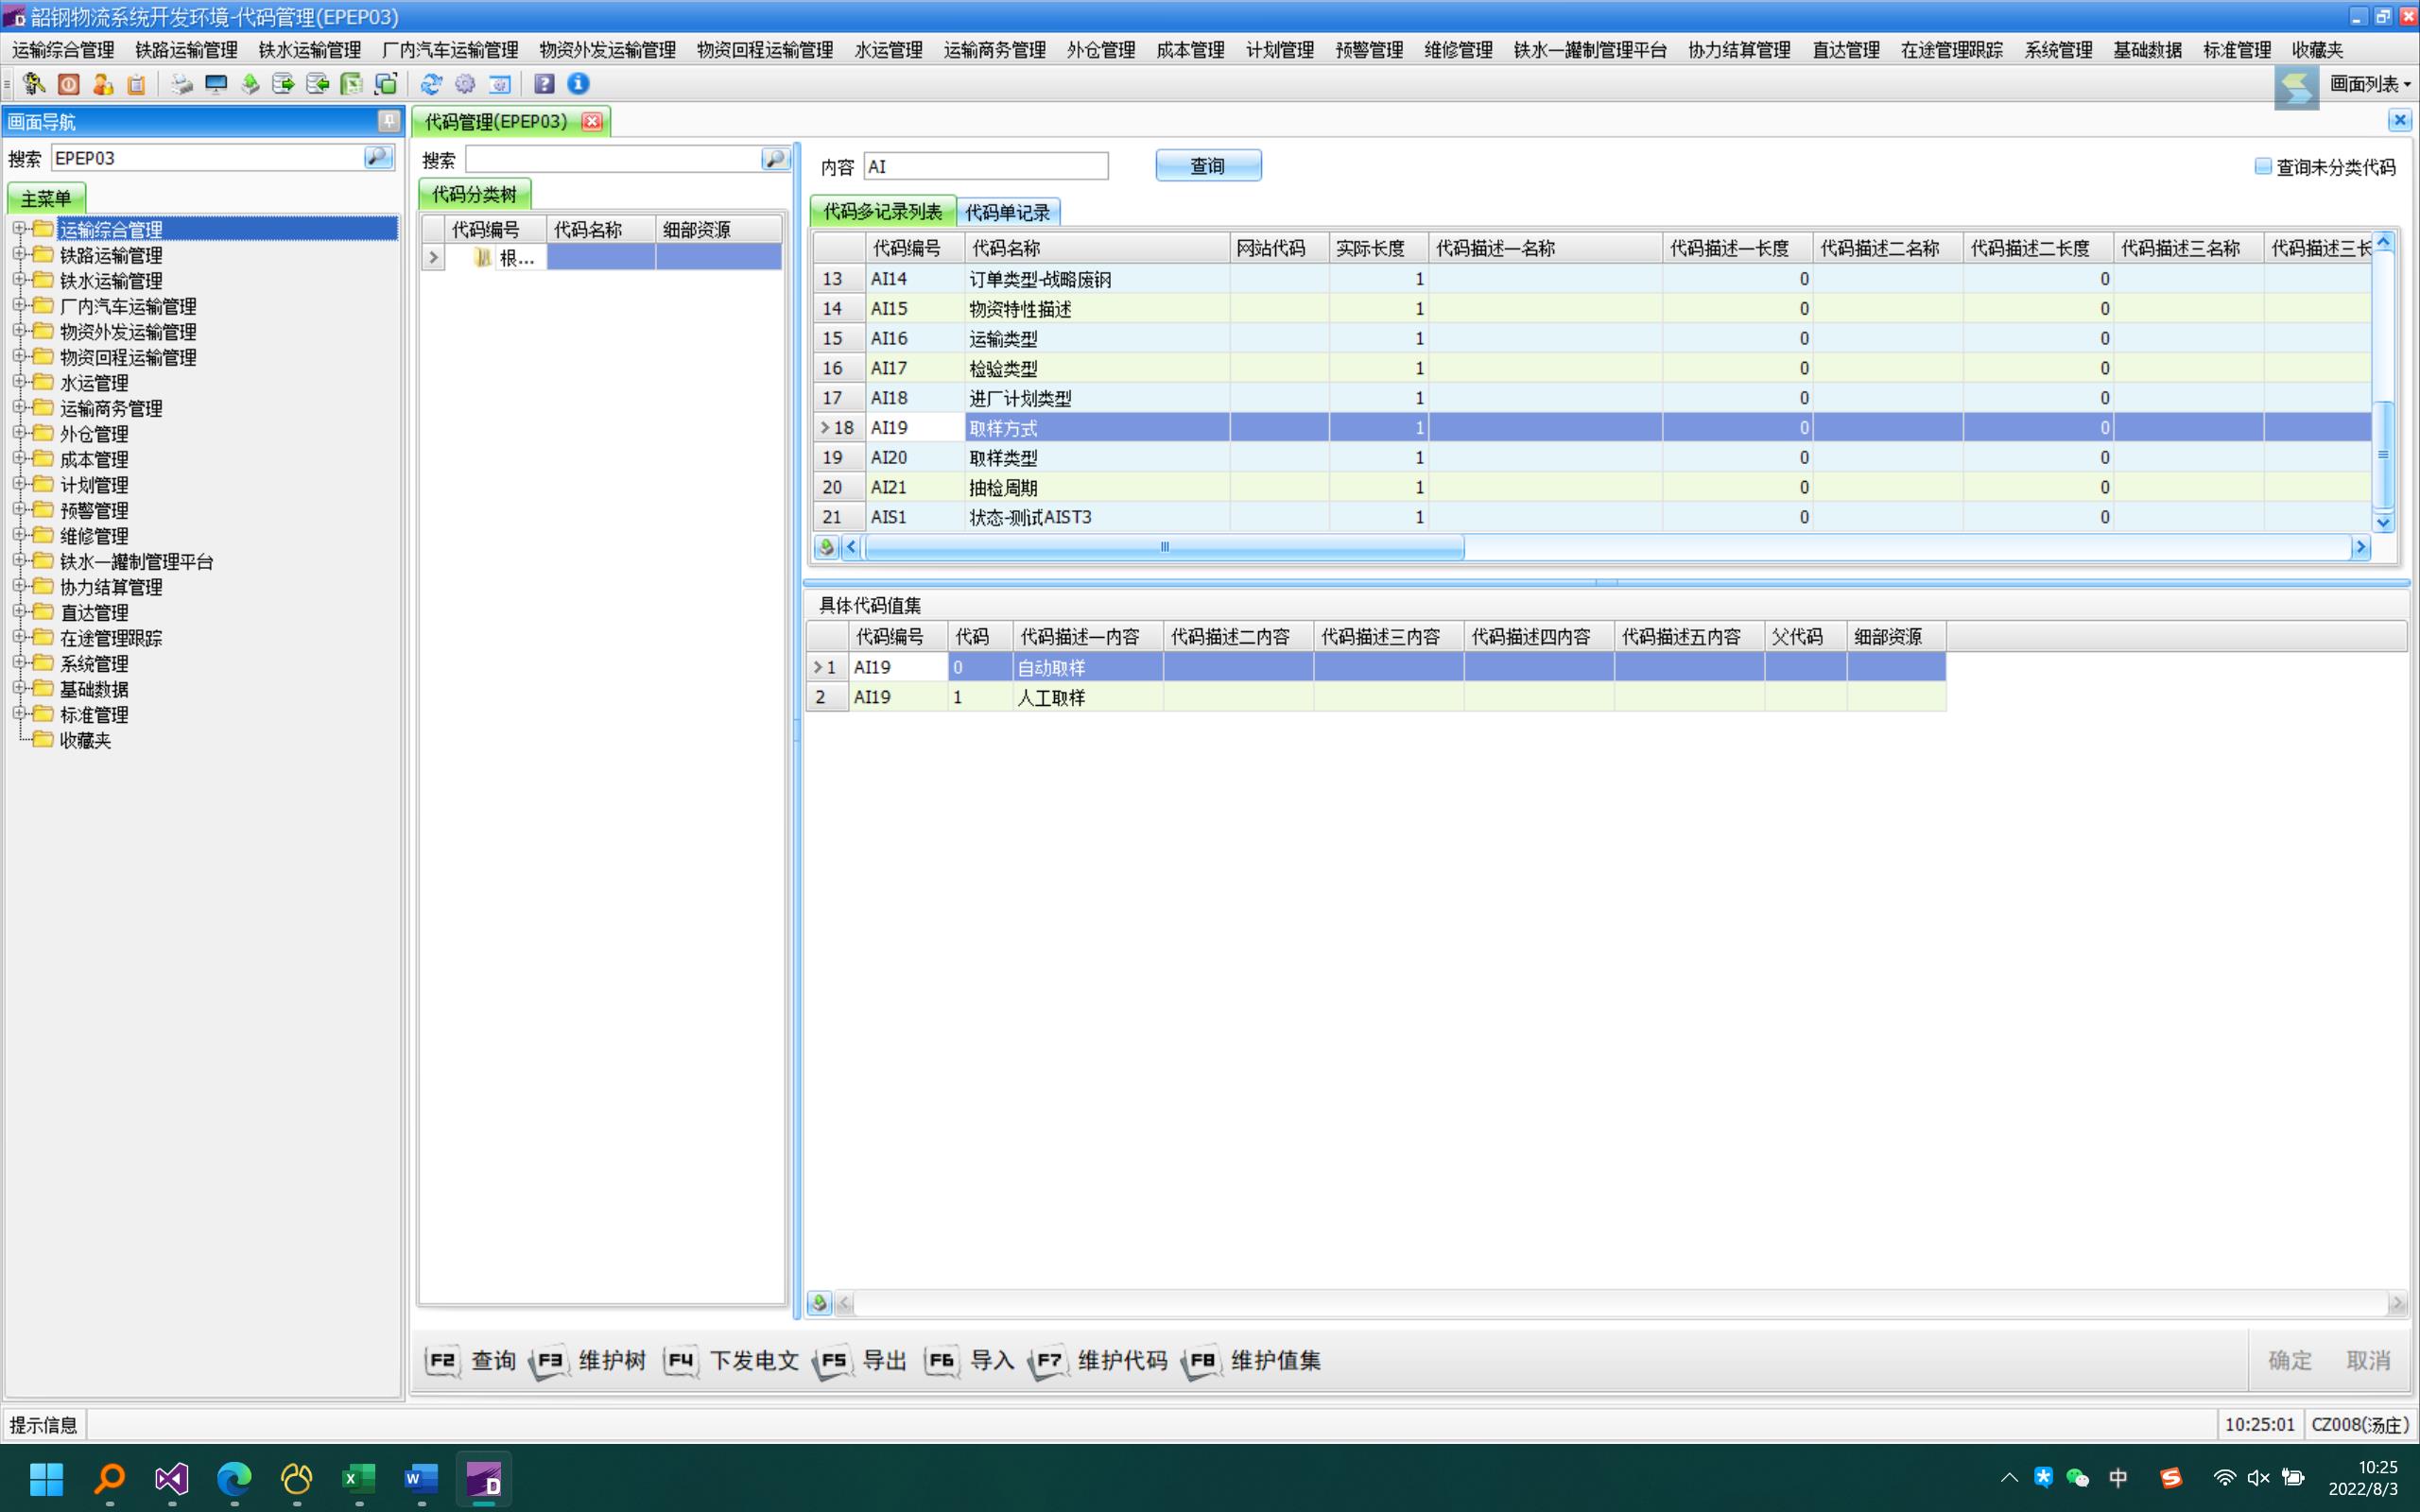 韶钢物流系统开发环境-代码管理(EPEP03)
运输综合管理 铁路运输管理 铁水运输管理 厂内汽车运输管理 物资外发运输管理 物资回程运输管理 水运管理 运输商务管理 外仓管理 成本管理 计划管理 预警管理 维修管理 铁水一罐制管理平台 协力结算管理 直达管理 在途管理跟踪 系统管理 基础数据 标准管理 收藏夹
画面列表
画面导航
搜索 EPEP03
主菜单
运输综合管理
铁路运输管理
铁水运输管理
厂内汽车运输管理
物资外发运输管理
物资回程运输管理
水运管理
运输商务管理
外仓管理
成本管理
计划管理
预警管理
维修管理
铁水一罐制管理平台
协力结算管理
直达管理
在途管理跟踪
系统管理
基础数据
标准管理
收藏夹
代码管理(EPEP03)
搜索
代码分类树
代码编号 代码名称 细部资源
根...
内容 AI 查询 查询未分类代码
代码多记录列表 代码单记录
代码编号 代码名称 网站代码 实际长度 代码描述一名称 代码描述一长度 代码描述二名称 代码描述二长度 代码描述三名称 代码描述三长
13 AI14 订单类型-战略废钢 1 0 0
14 AI15 物资特性描述 1 0 0
15 AI16 运输类型 1 0 0
16 AI17 检验类型 1 0 0
17 AI18 进厂计划类型 1 0 0
18 AI19 取样方式 1 0 0
19 AI20 取样类型 1 0 0
20 AI21 抽检周期 1 0 0
21 AIS1 状态-测试AIST3 1 0 0
具体代码值集
代码编号 代码 代码描述一内容 代码描述二内容 代码描述三内容 代码描述四内容 代码描述五内容 父代码 细部资源
1 AI19 0 自动取样
2 AI19 1 人工取样
F2 查询 F3 维护树 F4 下发电文 F5 导出 F6 导入 F7 维护代码 F8 维护值集 确定 取消
提示信息 10:25:01 CZ008(汤庄)
中 10:25
2022/8/3